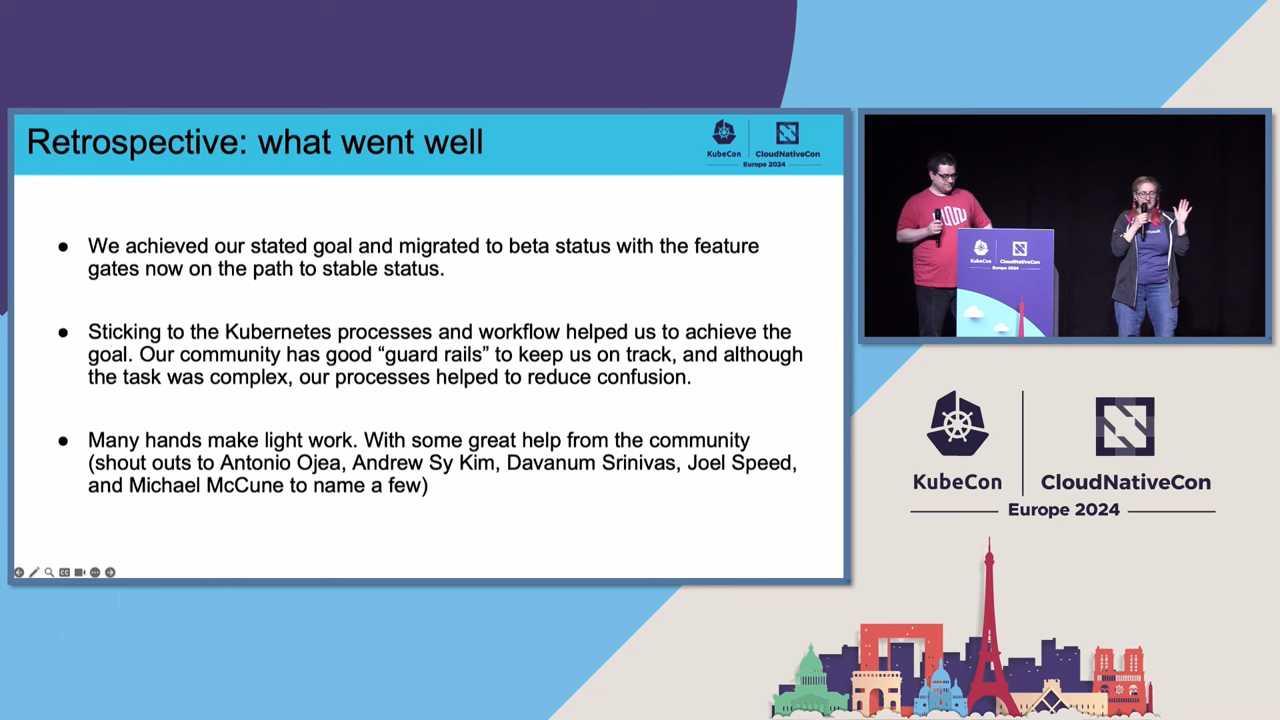 Retrospective: what went well
KubeCon
CloudNativeCon
Europe 2024
● We achieved our stated goal and migrated to beta status with the feature
gates now on the path to stable status.
● Sticking to the Kubernetes processes and workflow helped us to achieve the
goal. Our community has good “guard rails” to keep us on track, and although
the task was complex, our processes helped to reduce confusion.
● Many hands make light work. With some great help from the community
(shout outs to Antonio Ojea, Andrew Sy Kim, Davanum Srinivas, Joel Speed,
and Michael McCune to name a few)
KubeCon
CloudNativeCon
Europe 2024
KubeCon
CloudNativeCon
Europe 2024